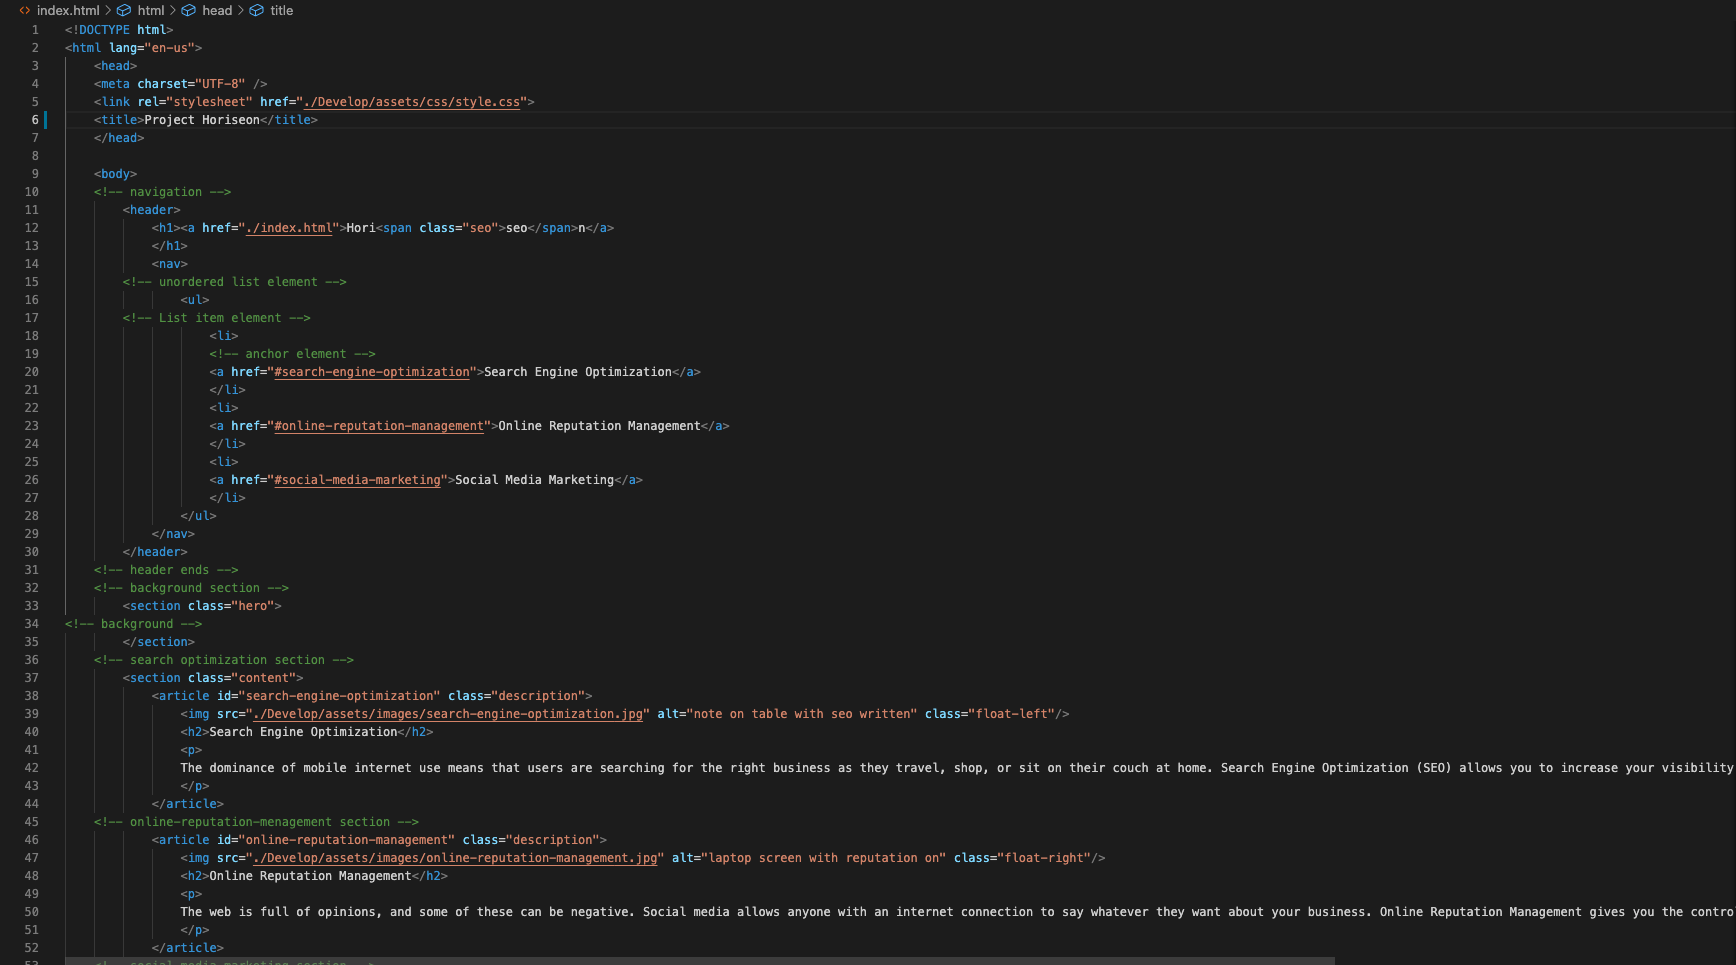 index.html > html > head > title
1 <!DOCTYPE html>
2 <html lang="en-us">
3 <head>
4 <meta charset="UTF-8" />
5 <link rel="stylesheet" href="./Develop/assets/css/style.css">
6 <title>Project Horiseon</title>
7 </head>
8
9 <body>
10 <!-- navigation -->
11 <header>
12 <h1><a href="./index.html">Hori<span class="seo">seo</span>n</a>
13 </h1>
14 <nav>
15 <!-- unordered list element -->
16 <ul>
17 <!-- List item element -->
18 <li>
19 <!-- anchor element -->
20 <a href="#search-engine-optimization">Search Engine Optimization</a>
21 </li>
22 <li>
23 <a href="#online-reputation-management">Online Reputation Management</a>
24 </li>
25 <li>
26 <a href="#social-media-marketing">Social Media Marketing</a>
27 </li>
28 </ul>
29 </nav>
30 </header>
31 <!-- header ends -->
32 <!-- background section -->
33 <section class="hero">
34 <!-- background -->
35 </section>
36 <!-- search optimization section -->
37 <section class="content">
38 <article id="search-engine-optimization" class="description">
39 <img src="./Develop/assets/images/search-engine-optimization.jpg" alt="note on table with seo written" class="float-left"/>
40 <h2>Search Engine Optimization</h2>
41 <p>
42 The dominance of mobile internet use means that users are searching for the right business as they travel, shop, or sit on their couch at home. Search Engine Optimization (SEO) allows you to increase your visibility
43 </p>
44 </article>
45 <!-- online-reputation-menagement section -->
46 <article id="online-reputation-management" class="description">
47 <img src="./Develop/assets/images/online-reputation-management.jpg" alt="laptop screen with reputation on" class="float-right"/>
48 <h2>Online Reputation Management</h2>
49 <p>
50 The web is full of opinions, and some of these can be negative. Social media allows anyone with an internet connection to say whatever they want about your business. Online Reputation Management gives you the contro
51 </p>
52 </article>
53